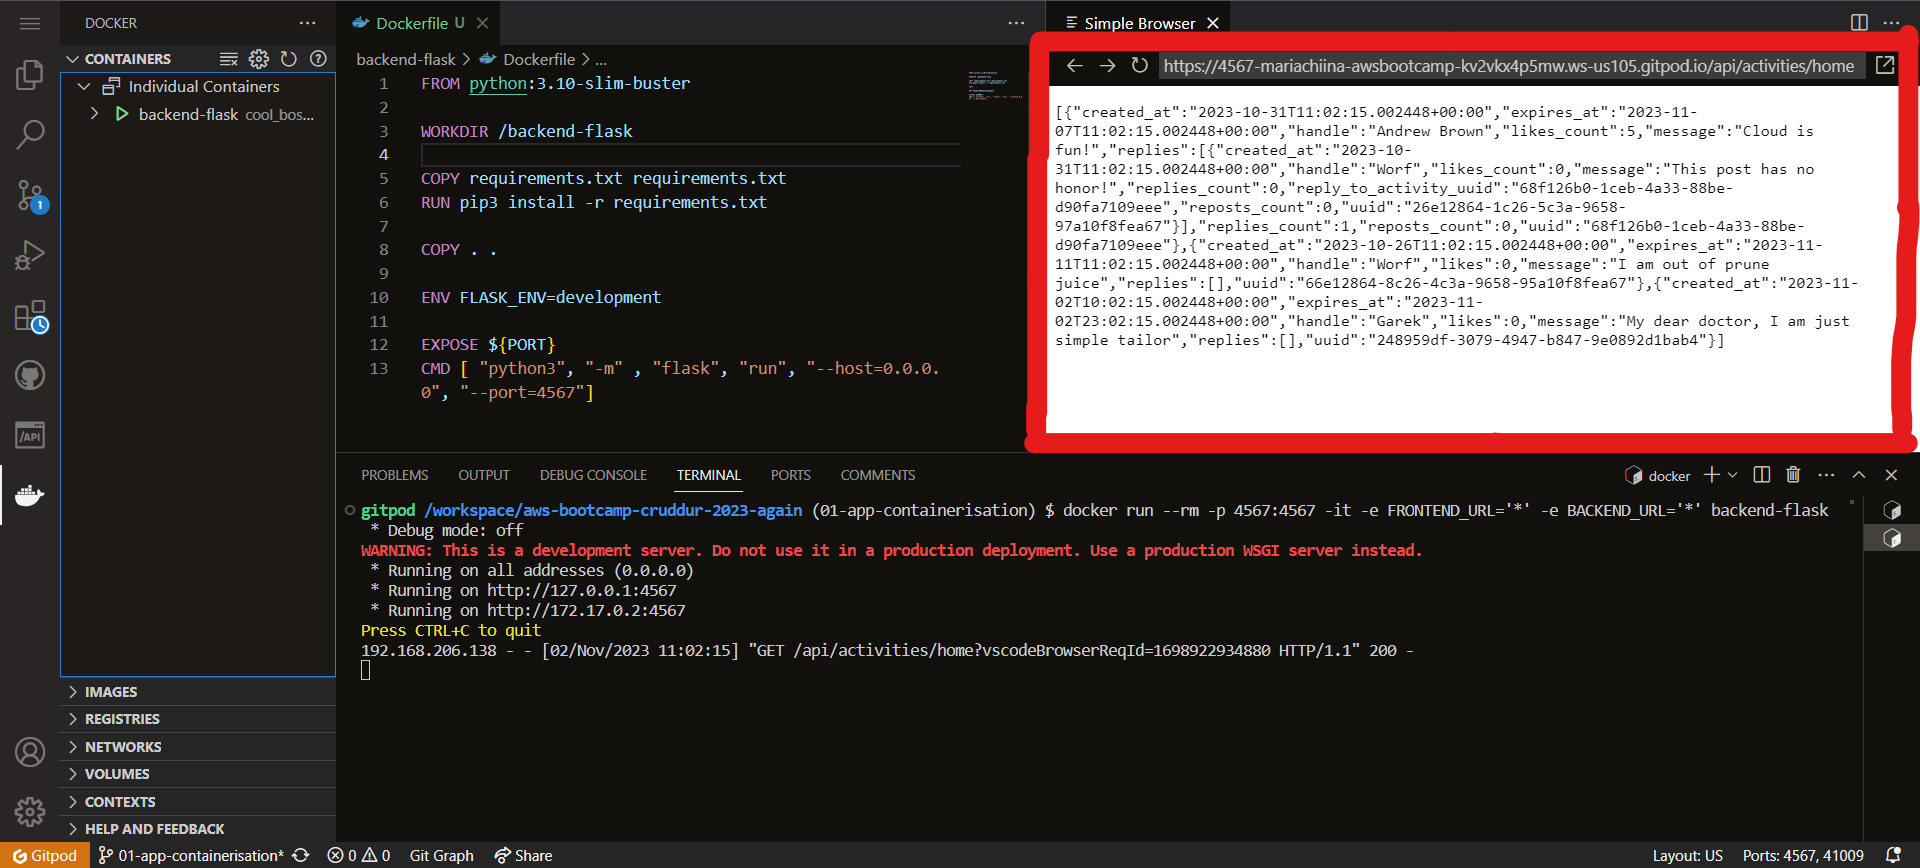 DOCKER
CONTAINERS
Individual Containers
backend-flask cool_bos...
IMAGES
REGISTRIES
NETWORKS
VOLUMES
CONTEXTS
HELP AND FEEDBACK
1
/API
Dockerfile U
backend-flask > Dockerfile > ...
1 FROM python:3.10-slim-buster
2
3 WORKDIR /backend-flask
4
5 COPY requirements.txt requirements.txt
6 RUN pip3 install -r requirements.txt
7
8 COPY . .
9
10 ENV FLASK_ENV=development
11
12 EXPOSE ${PORT}
13 CMD [ "python3", "-m" , "flask", "run", "--host=0.0.0.
0", "--port=4567"]
Simple Browser
https://4567-mariachiina-awsbootcamp-kv2vkx4p5mw.ws-us105.gitpod.io/api/activities/home
[{"created_at":"2023-10-31T11:02:15.002448+00:00","expires_at":"2023-11-
07T11:02:15.002448+00:00","handle":"Andrew Brown","likes_count":5,"message":"Cloud is
fun!","replies":[{"created_at":"2023-10-
31T11:02:15.002448+00:00","handle":"Worf","likes_count":0,"message":"This post has no
honor!","replies_count":0,"reply_to_activity_uuid":"68f126b0-1ceb-4a33-88be-
d90fa7109eee","reposts_count":0,"uuid":"26e12864-1c26-5c3a-9658-
97a10f8fea67"}],"replies_count":1,"reposts_count":0,"uuid":"68f126b0-1ceb-4a33-88be-
d90fa7109eee"},{"created_at":"2023-10-26T11:02:15.002448+00:00","expires_at":"2023-11-
11T11:02:15.002448+00:00","handle":"Worf","likes":0,"message":"I am out of prune
juice","replies":[],"uuid":"66e12864-8c26-4c3a-9658-95a10f8fea67"},{"created_at":"2023-11-
02T10:02:15.002448+00:00","expires_at":"2023-11-
02T23:02:15.002448+00:00","handle":"Garek","likes":0,"message":"My dear doctor, I am just
simple tailor","replies":[],"uuid":"248959df-3079-4947-b847-9e0892d1bab4"}]
PROBLEMS OUTPUT DEBUG CONSOLE TERMINAL PORTS COMMENTS
docker
gitpod /workspace/aws-bootcamp-cruddur-2023-again (01-app-containerisation) $ docker run --rm -p 4567:4567 -it -e FRONTEND_URL='*' -e BACKEND_URL='*' backend-flask
* Debug mode: off
WARNING: This is a development server. Do not use it in a production deployment. Use a production WSGI server instead.
* Running on all addresses (0.0.0.0)
* Running on http://127.0.0.1:4567
* Running on http://172.17.0.2:4567
Press CTRL+C to quit
192.168.206.138 - - [02/Nov/2023 11:02:15] "GET /api/activities/home?vscodeBrowserReqId=1698922934880 HTTP/1.1" 200 -
Gitpod 01-app-containerisation* 0 0 Git Graph Share Layout: US Ports: 4567, 41009